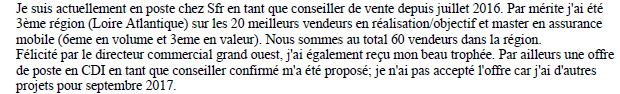 Je suis actuellement en poste chez Sfr en tant que conseiller de vente depuis juillet 2016. Par mérite j'ai été
3ème région (Loire Atlantique) sur les 20 meilleurs vendeurs en réalisation/objectif et master en assurance
mobile (6eme en volume et 3eme en valeur). Nous sommes au total 60 vendeurs dans la région.
Félicité par le directeur commercial grand ouest, j'ai également reçu mon beau trophée. Par ailleurs une offre
de poste en CDI en tant que conseiller confirmé m'a été proposé; je n'ai pas accepté l'offre car j'ai d'autres
projets pour septembre 2017.